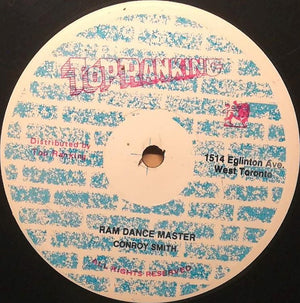 TOP RANKING
Distributed by
Top Ranking
1514 Eglinton Ave.
West Toronto
RAM DANCE MASTER
CONROY SMITH
ALL RIGHTS RESERVED